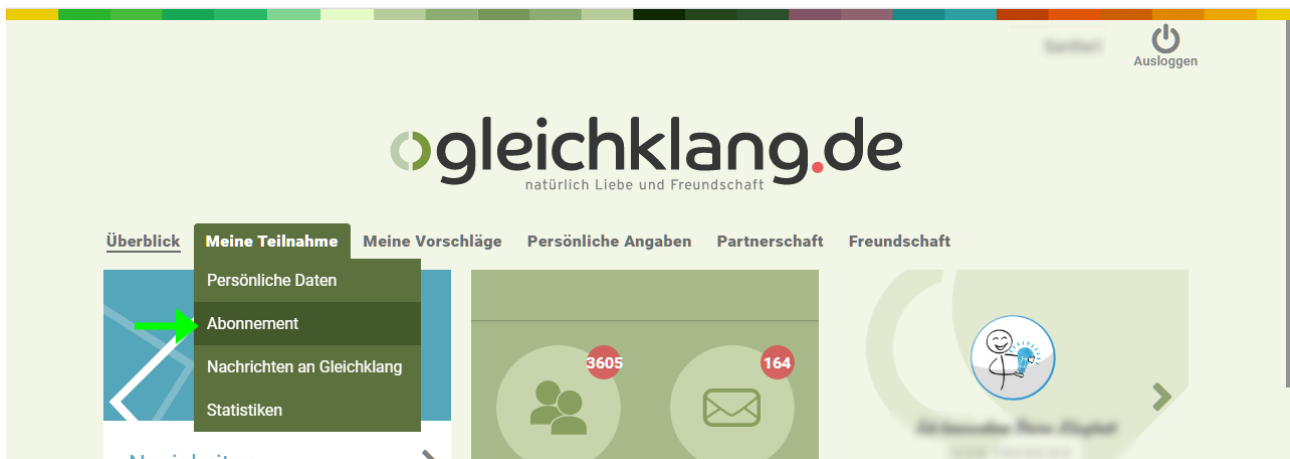 Ausloggen
gleichklang.de
natürlich Liebe und Freundschaft
Überblick Meine Teilnahme Meine Vorschläge Persönliche Angaben Partnerschaft Freundschaft
Persönliche Daten
Abonnement
Nachrichten an Gleichklang
Statistiken
3605
164